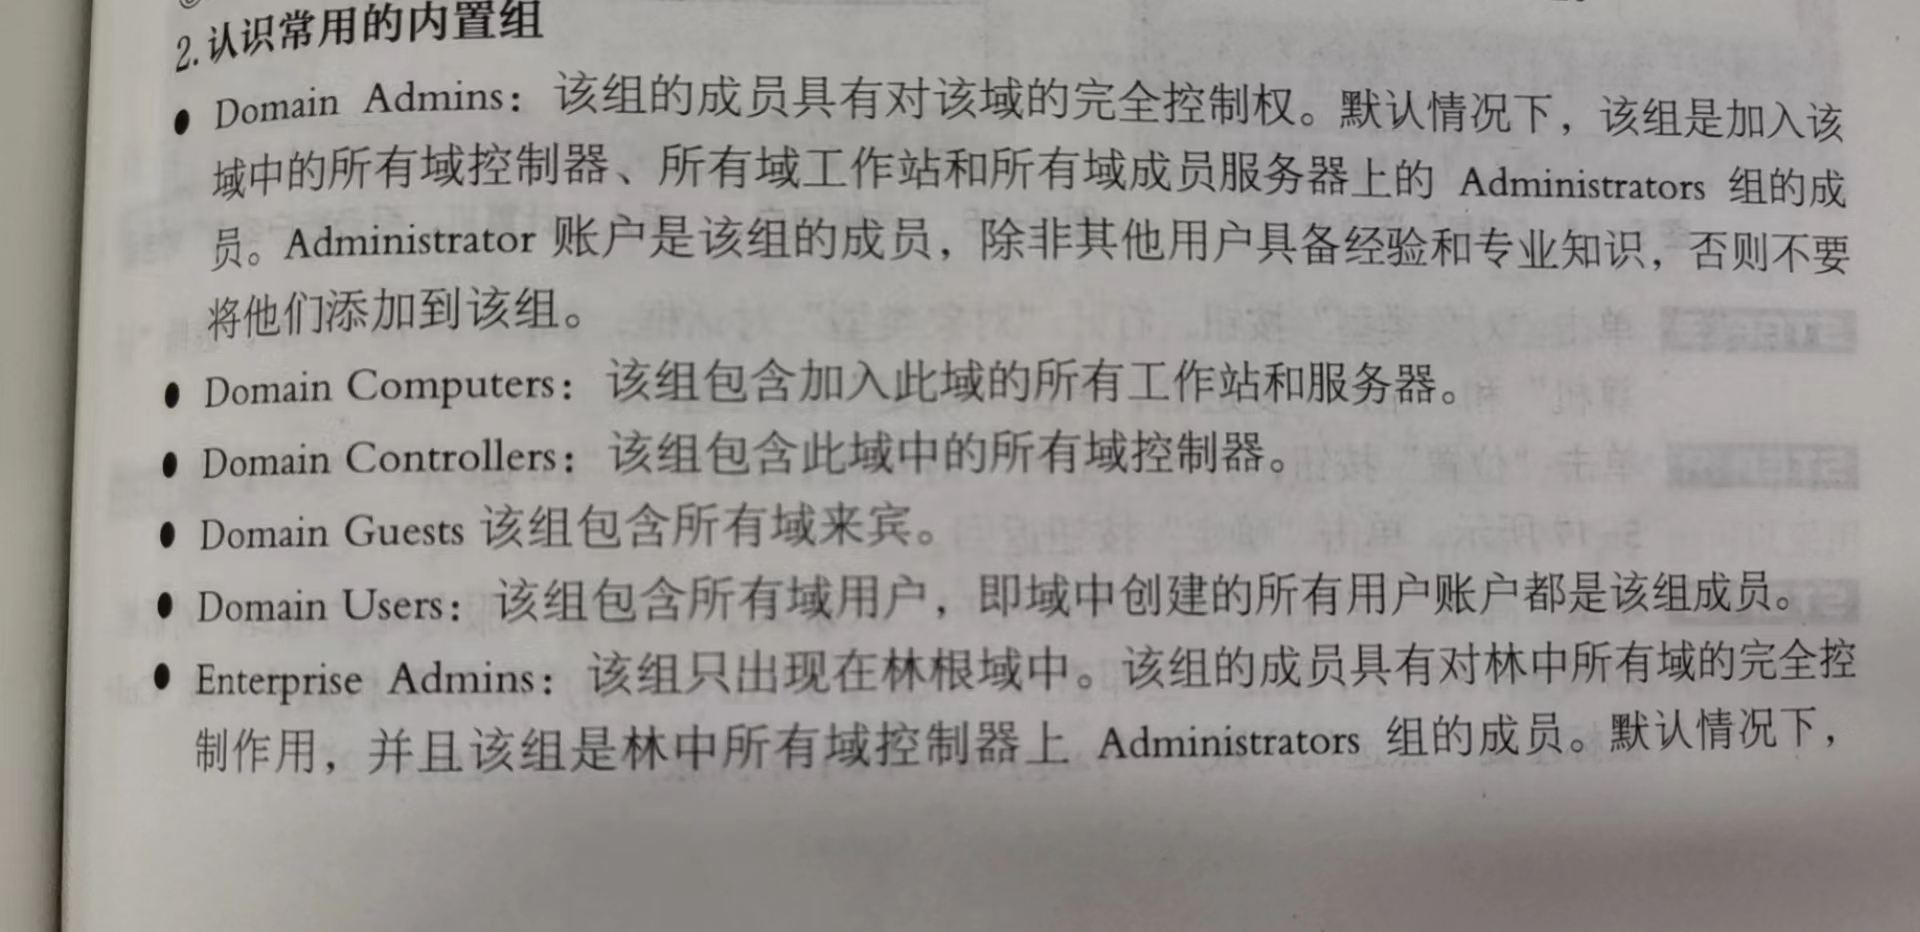 2.认识常用的内置组
● Domain Admins：该组的成员具有对该域的完全控制权。默认情况下，该组是加入该
域中的所有域控制器、所有域工作站和所有域成员服务器上的 Administrators 组的成
员。Administrator 账户是该组的成员，除非其他用户具备经验和专业知识，否则不要
将他们添加到该组。
● Domain Computers：该组包含加入此域的所有工作站和服务器。
● Domain Controllers：该组包含此域中的所有域控制器。
● Domain Guests 该组包含所有域来宾。
● Domain Users：该组包含所有域用户，即域中创建的所有用户账户都是该组成员。
● Enterprise Admins：该组只出现在林根域中。该组的成员具有对林中所有域的完全控
制作用，并且该组是林中所有域控制器上 Administrators 组的成员。默认情况下，